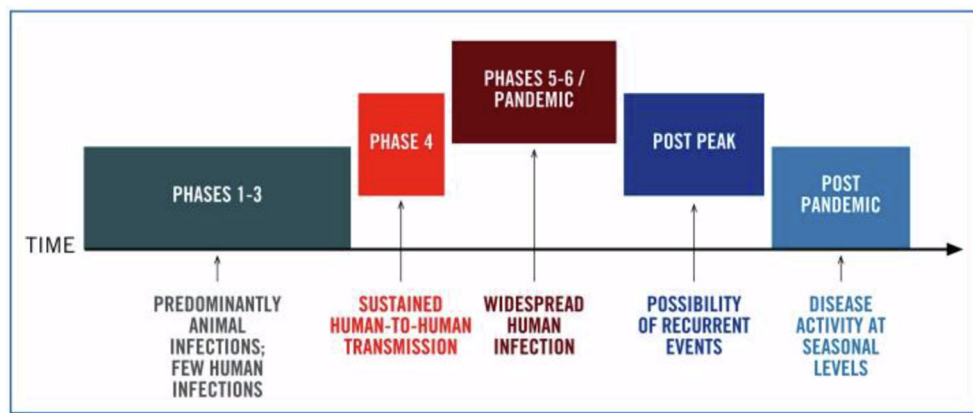 PHASES 5-6 /
PANDEMIC
PHASE 4
POST PEAK
PHASES 1-3
POST
PANDEMIC
TIME
PREDOMINANTLY
ANIMAL
INFECTIONS;
FEW HUMAN
INFECTIONS
SUSTAINED
HUMAN-TO-HUMAN
TRANSMISSION
WIDESPREAD
HUMAN
INFECTION
POSSIBILITY
OF RECURRENT
EVENTS
DISEASE
ACTIVITY AT
SEASONAL
LEVELS